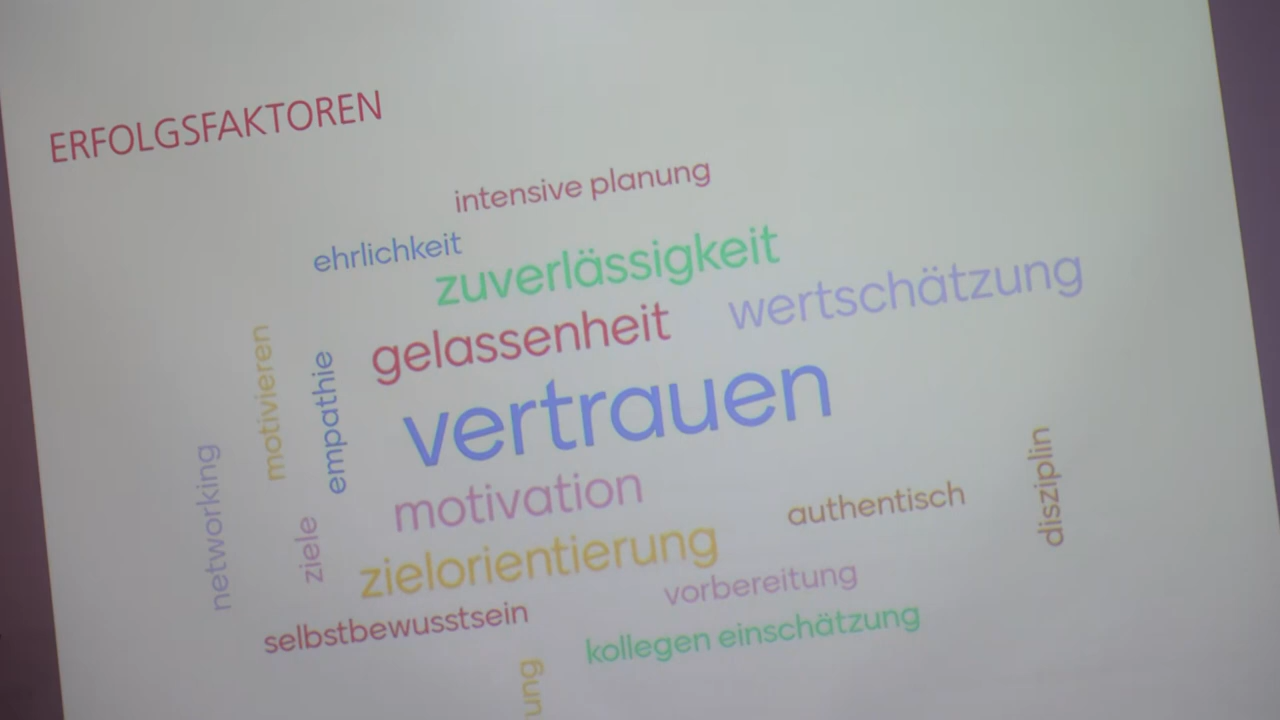 ERFOLGSFAKTOREN
intensive planung
ehrlichkeit
zuverlässigkeit
wertschätzung
gelassenheit
motivieren
empathie
vertrauen
networking
motivation
authentisch
disziplin
ziele
zielorientierung
vorbereitung
selbstbewusstsein
kollegen einschätzung
ung